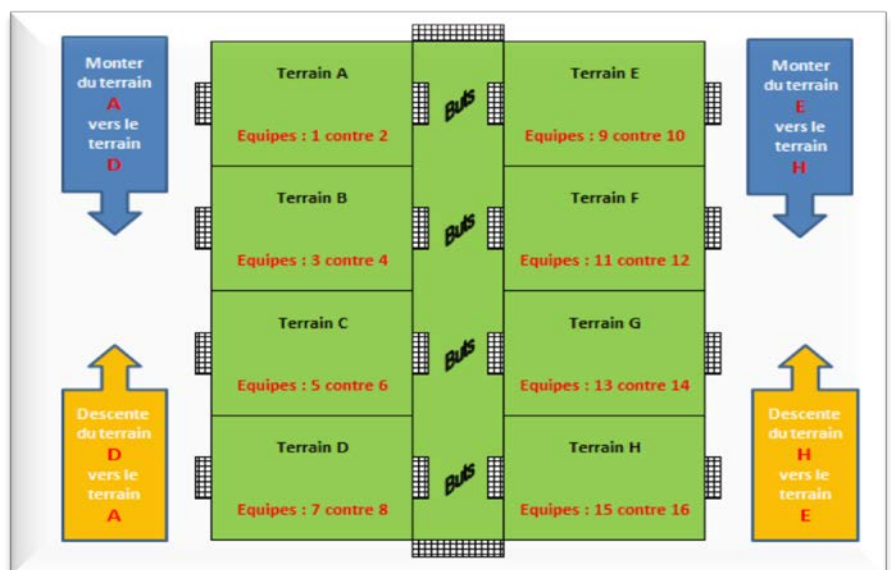 Monter
du terrain
A
vers le
terrain
D
Terrain A
Equipes : 1 contre 2
Buts
Terrain E
Equipes : 9 contre 10
Monter
du terrain
E
vers le
terrain
H
Terrain B
Equipes : 3 contre 4
Buts
Terrain F
Equipes : 11 contre 12
Terrain C
Equipes : 5 contre 6
Buts
Terrain G
Equipes : 13 contre 14
Descente
du terrain
D
vers le
terrain
A
Terrain D
Equipes : 7 contre 8
Buts
Terrain H
Equipes : 15 contre 16
Descente
du terrain
H
vers le
terrain
E